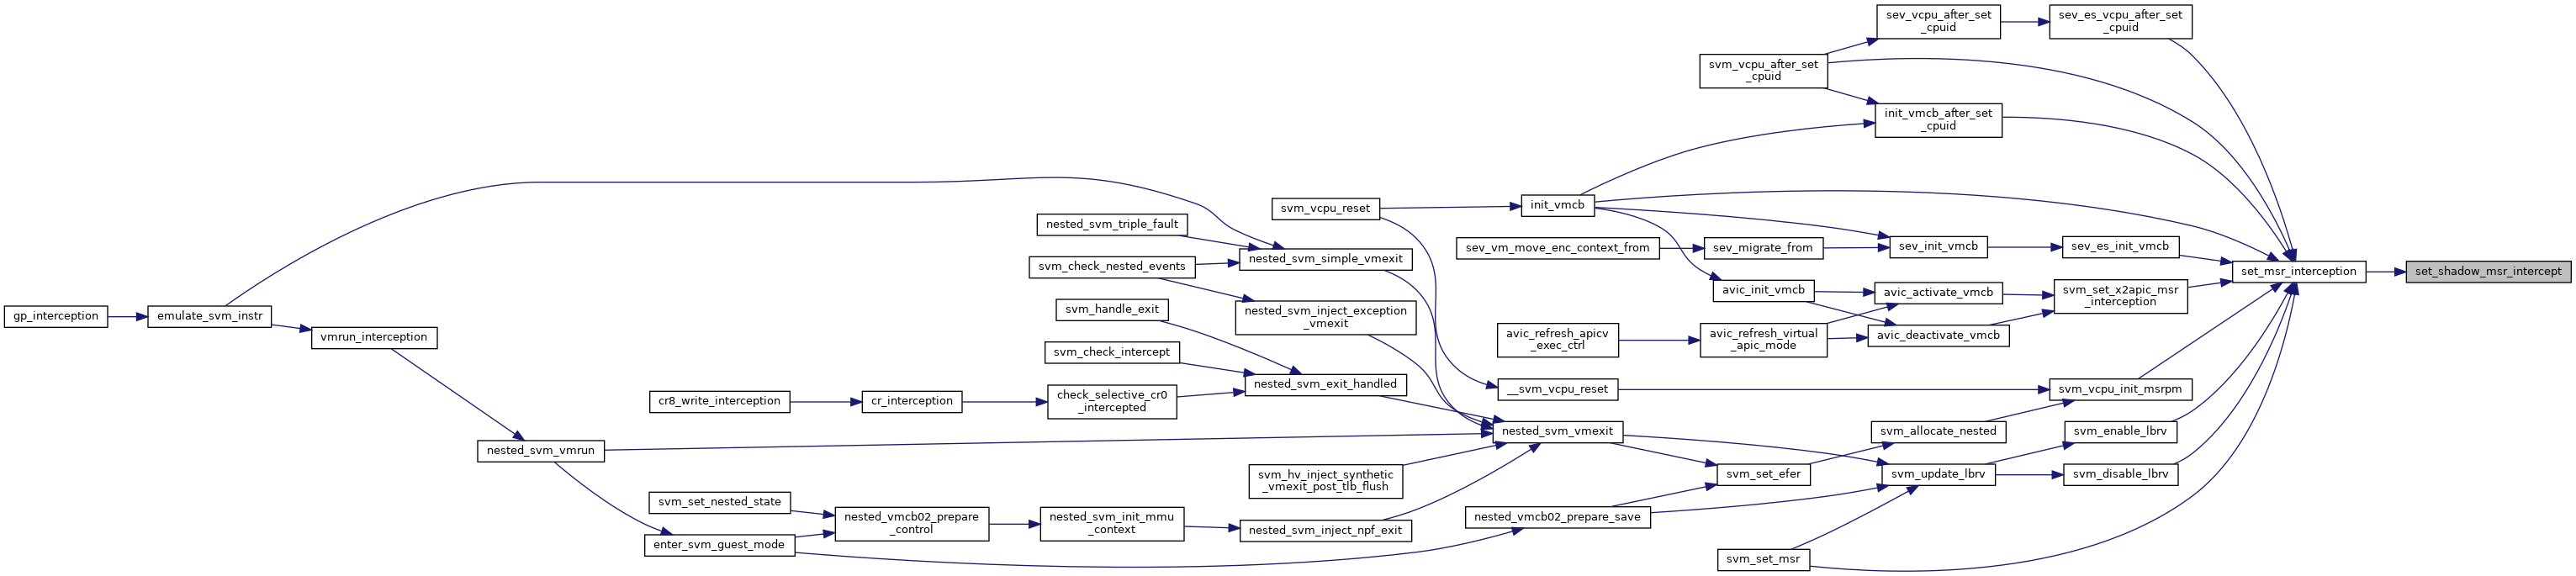 sev_vcpu_after_set
_cpuid
sev_es_vcpu_after_set
_cpuid
svm_vcpu_after_set
_cpuid
init_vmcb_after_set
_cpuid
svm_vcpu_reset
init_vmcb
nested_svm_triple_fault
sev_vm_move_enc_context_from
sev_migrate_from
sev_init_vmcb
sev_es_init_vmcb
svm_check_nested_events
nested_svm_simple_vmexit
set_msr_interception
set_shadow_msr_intercept
avic_init_vmcb
avic_activate_vmcb
svm_set_x2apic_msr
_interception
gp_interception
emulate_svm_instr
svm_handle_exit
nested_svm_inject_exception
_vmexit
vmrun_interception
avic_refresh_apicv
_exec_ctrl
avic_refresh_virtual
_apic_mode
avic_deactivate_vmcb
svm_check_intercept
nested_svm_exit_handled
__svm_vcpu_reset
svm_vcpu_init_msrpm
cr8_write_interception
cr_interception
check_selective_cr0
_intercepted
nested_svm_vmexit
svm_allocate_nested
svm_enable_lbrv
nested_svm_vmrun
svm_hv_inject_synthetic
_vmexit_post_tlb_flush
svm_set_efer
svm_update_lbrv
svm_disable_lbrv
svm_set_nested_state
nested_vmcb02_prepare
_control
nested_svm_init_mmu
_context
nested_svm_inject_npf_exit
nested_vmcb02_prepare_save
enter_svm_guest_mode
svm_set_msr